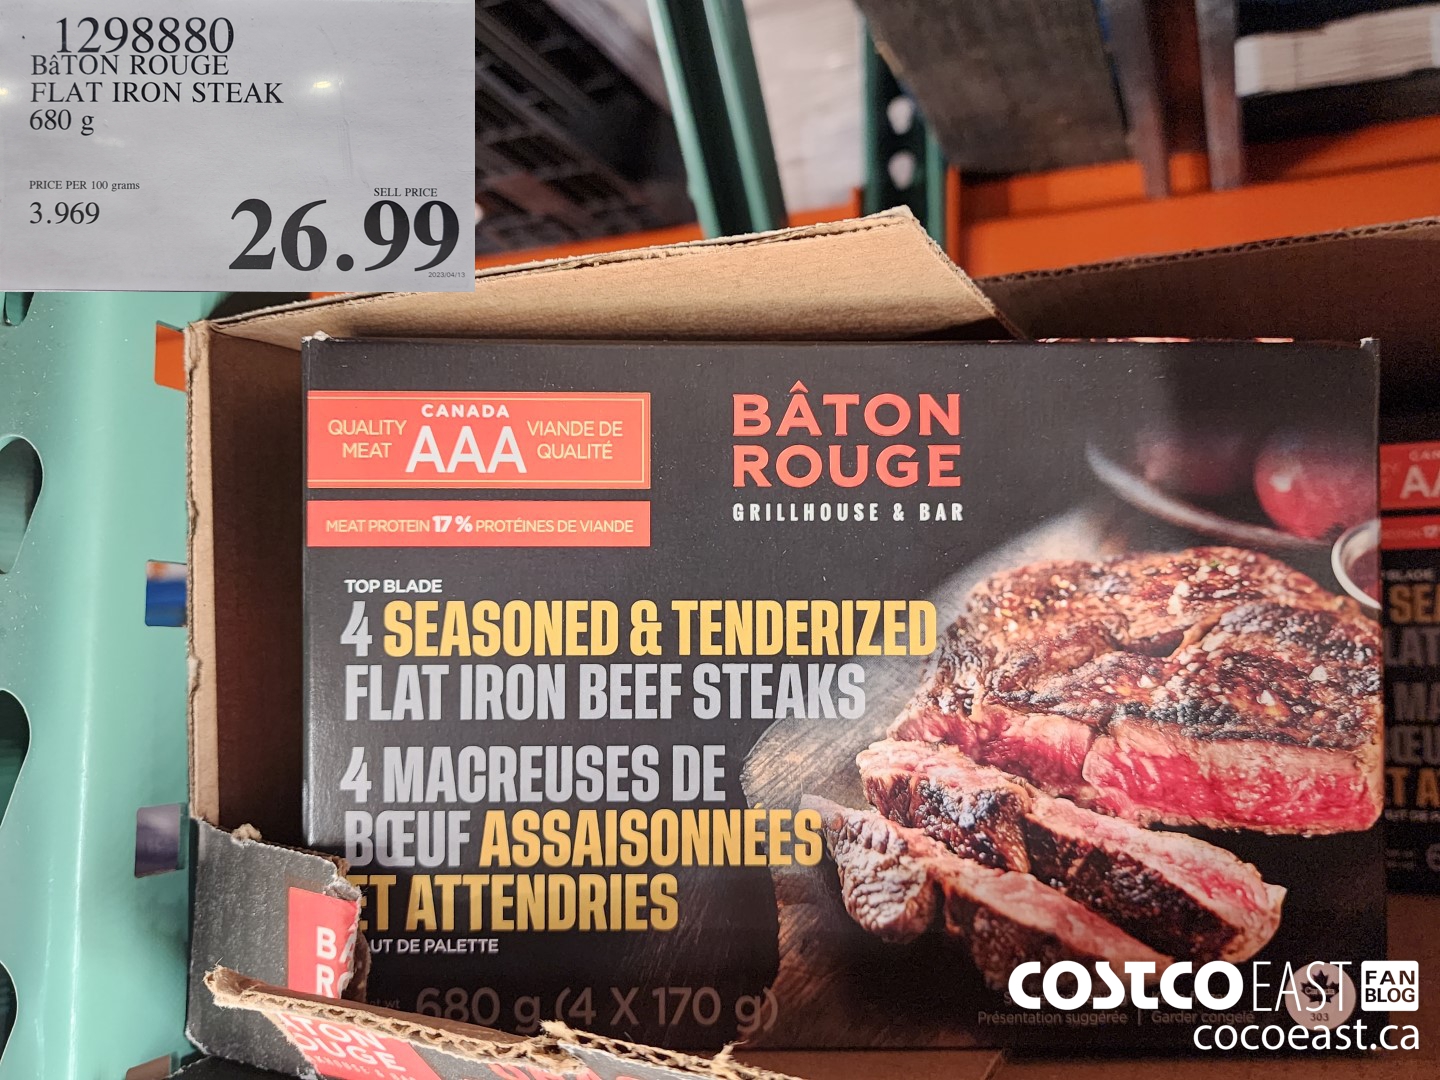 1298880
BâTON ROUGE
FLAT IRON STEAK
680 g
PRICE PER 100 grams
3.969
SELL PRICE
26.99
2023/04/13
CANADA
QUALITY MEAT AAA VIANDE DE QUALITÉ
MEAT PROTEIN 17% PROTÉINES DE VIANDE
BÂTON
ROUGE
GRILLHOUSE & BAR
TOP BLADE
4 SEASONED & TENDERIZED
FLAT IRON BEEF STEAKS
4 MACREUSES DE
BŒUF ASSAISONNÉES
ET ATTENDRIES
UT DE PALETTE
680 g (4 X 170 g)
Présentation suggérée | Garder congelé
303
COSTCO EAST FAN BLOG
cocoeast.ca